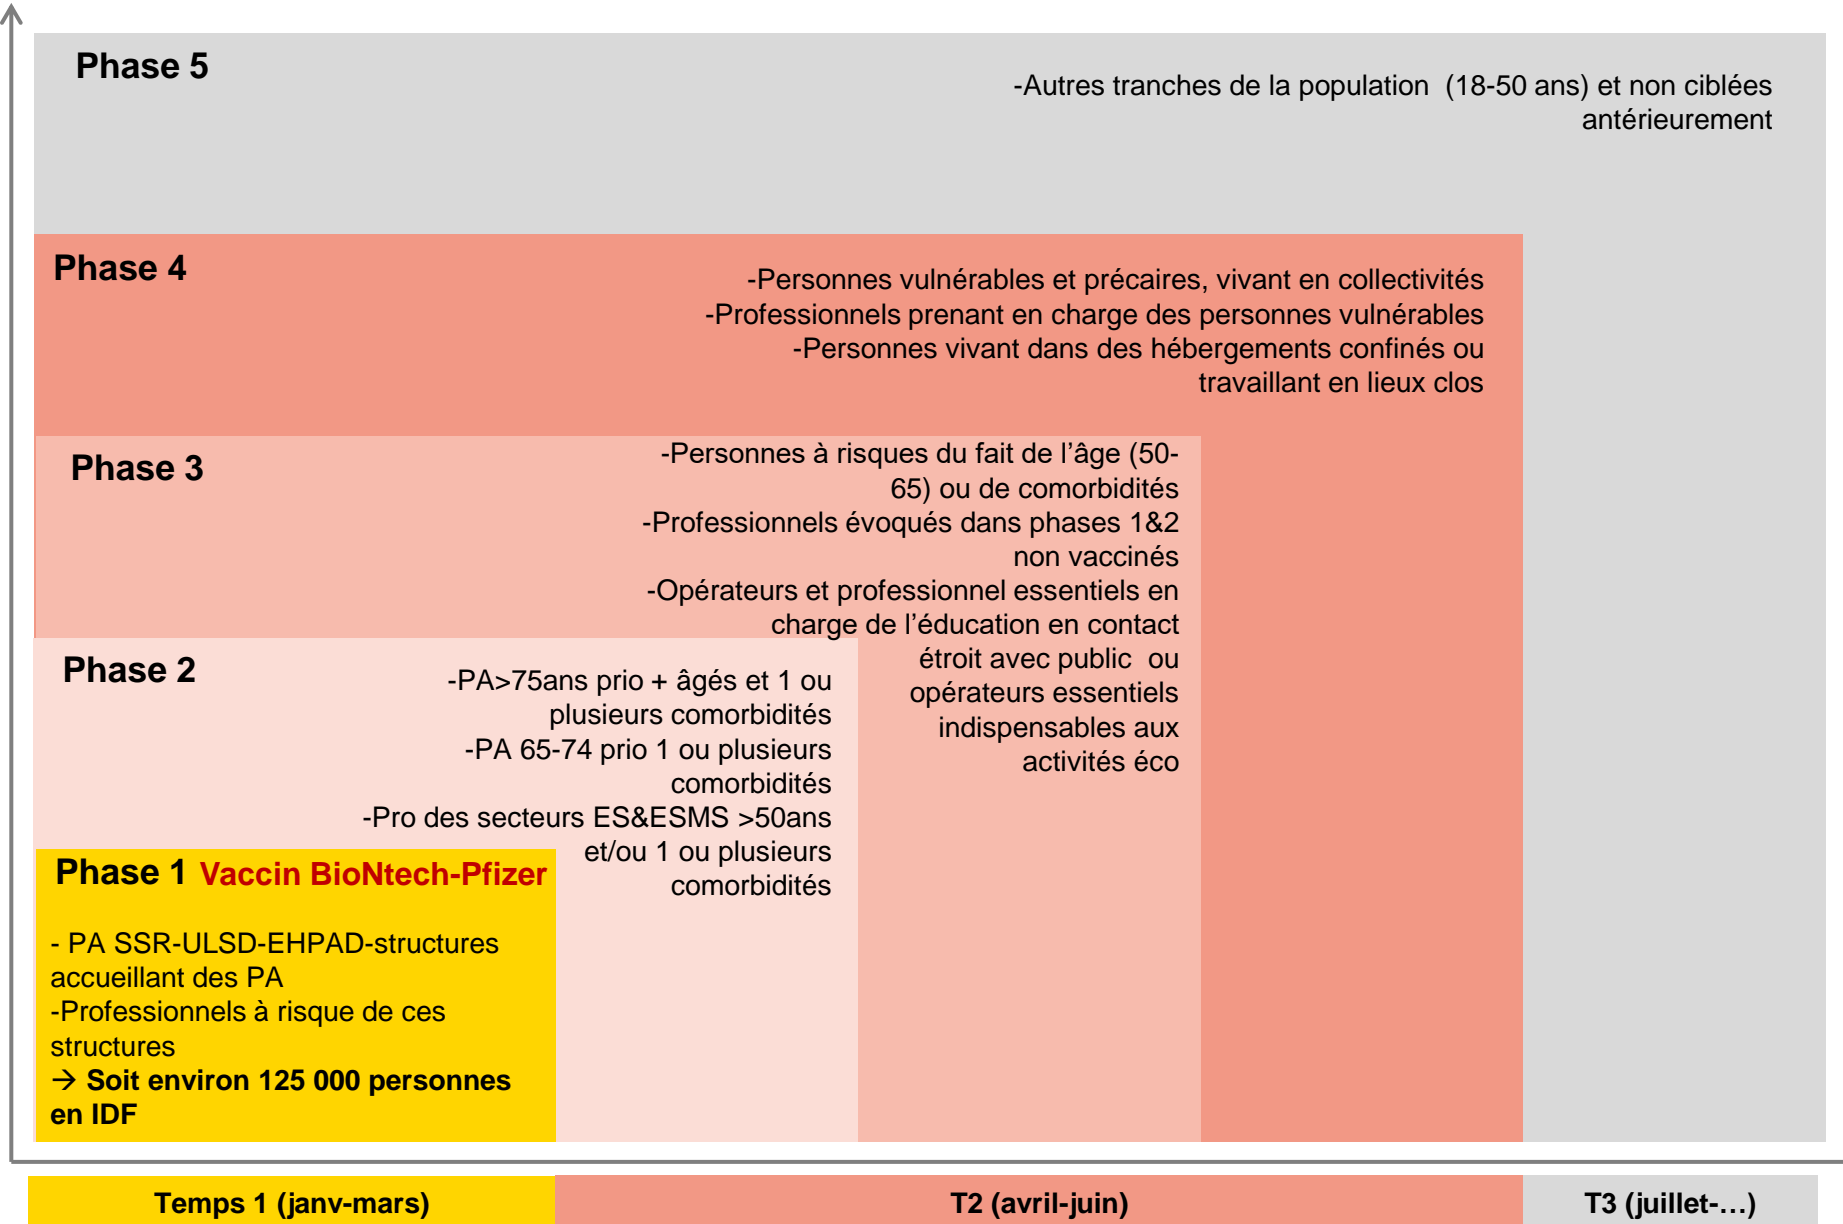 Phase 5
-Autres tranches de la population  (18-50 ans) et non ciblées
antérieurement
Phase 4
-Personnes vulnérables et précaires, vivant en collectivités
-Professionnels prenant en charge des personnes vulnérables
-Personnes vivant dans des hébergements confinés ou
travaillant en lieux clos
Phase 3
-Personnes à risques du fait de l’âge (50-
65) ou de comorbidités
-Professionnels évoqués dans phases 1&2
non vaccinés
-Opérateurs et professionnel essentiels en
charge de l’éducation en contact
étroit avec public  ou
opérateurs essentiels
indispensables aux
activités éco
Phase 2
-PA>75ans prio + âgés et 1 ou
plusieurs comorbidités
-PA 65-74 prio 1 ou plusieurs
comorbidités
-Pro des secteurs ES&ESMS >50ans
et/ou 1 ou plusieurs
comorbidités
Phase 1 Vaccin BioNtech-Pfizer
- PA SSR-ULSD-EHPAD-structures
accueillant des PA
-Professionnels à risque de ces
structures
→ Soit environ 125 000 personnes
en IDF
Temps 1 (janv-mars) T2 (avril-juin) T3 (juillet-…)